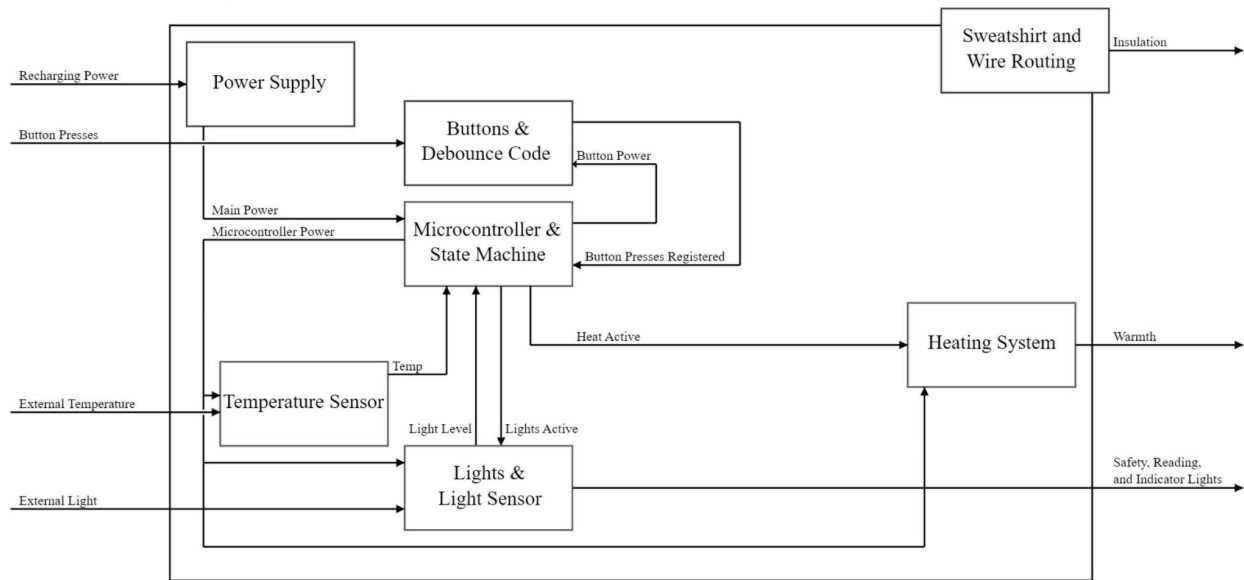 Sweatshirt and
Wire Routing
Insulation
Recharging Power
Power Supply
Button Presses
Buttons &
Debounce Code
Button Power
Main Power
Microcontroller Power
Microcontroller &
State Machine
Button Presses Registered
Heat Active
Heating System
Warmth
Temp
External Temperature
Temperature Sensor
Light Level
Lights Active
Lights &
Light Sensor
External Light
Safety, Reading,
and Indicator Lights